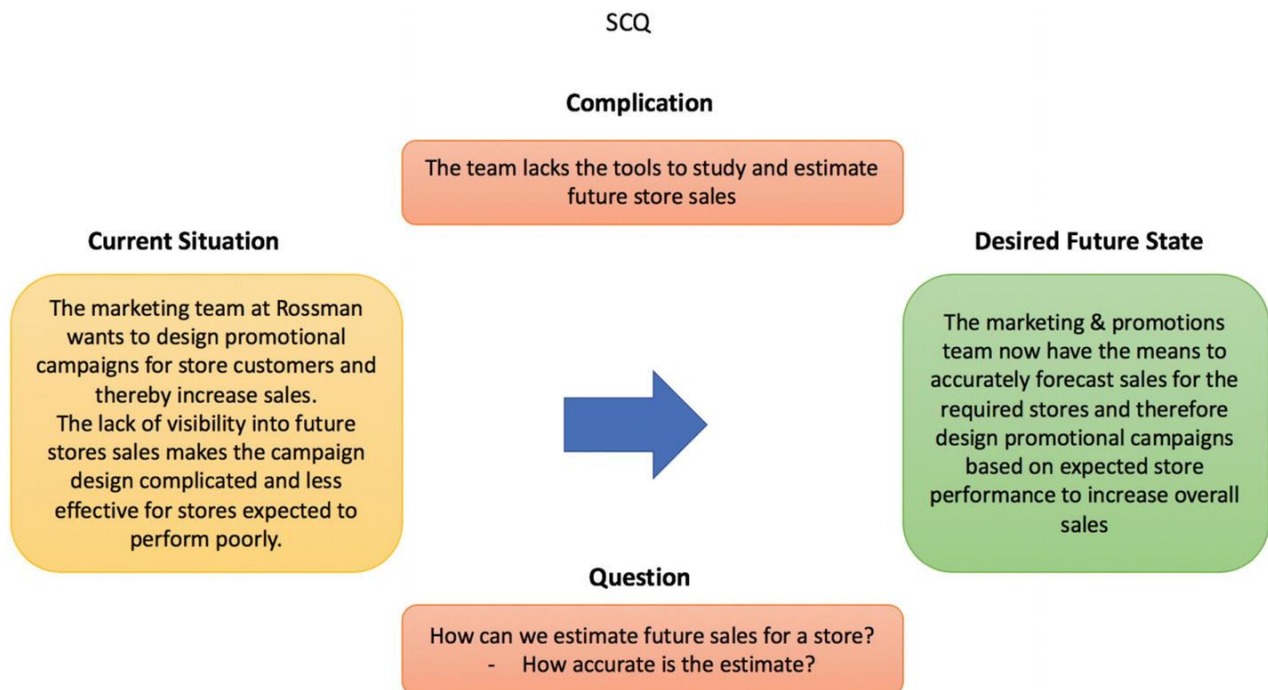 SCQ
Complication
The team lacks the tools to study and estimate
future store sales
Current Situation
The marketing team at Rossman
wants to design promotional
campaigns for store customers and
thereby increase sales.
The lack of visibility into future
stores sales makes the campaign
design complicated and less
effective for stores expected to
perform poorly.
Desired Future State
The marketing & promotions
team now have the means to
accurately forecast sales for the
required stores and therefore
design promotional campaigns
based on expected store
performance to increase overall
sales
Question
How can we estimate future sales for a store?
- How accurate is the estimate?